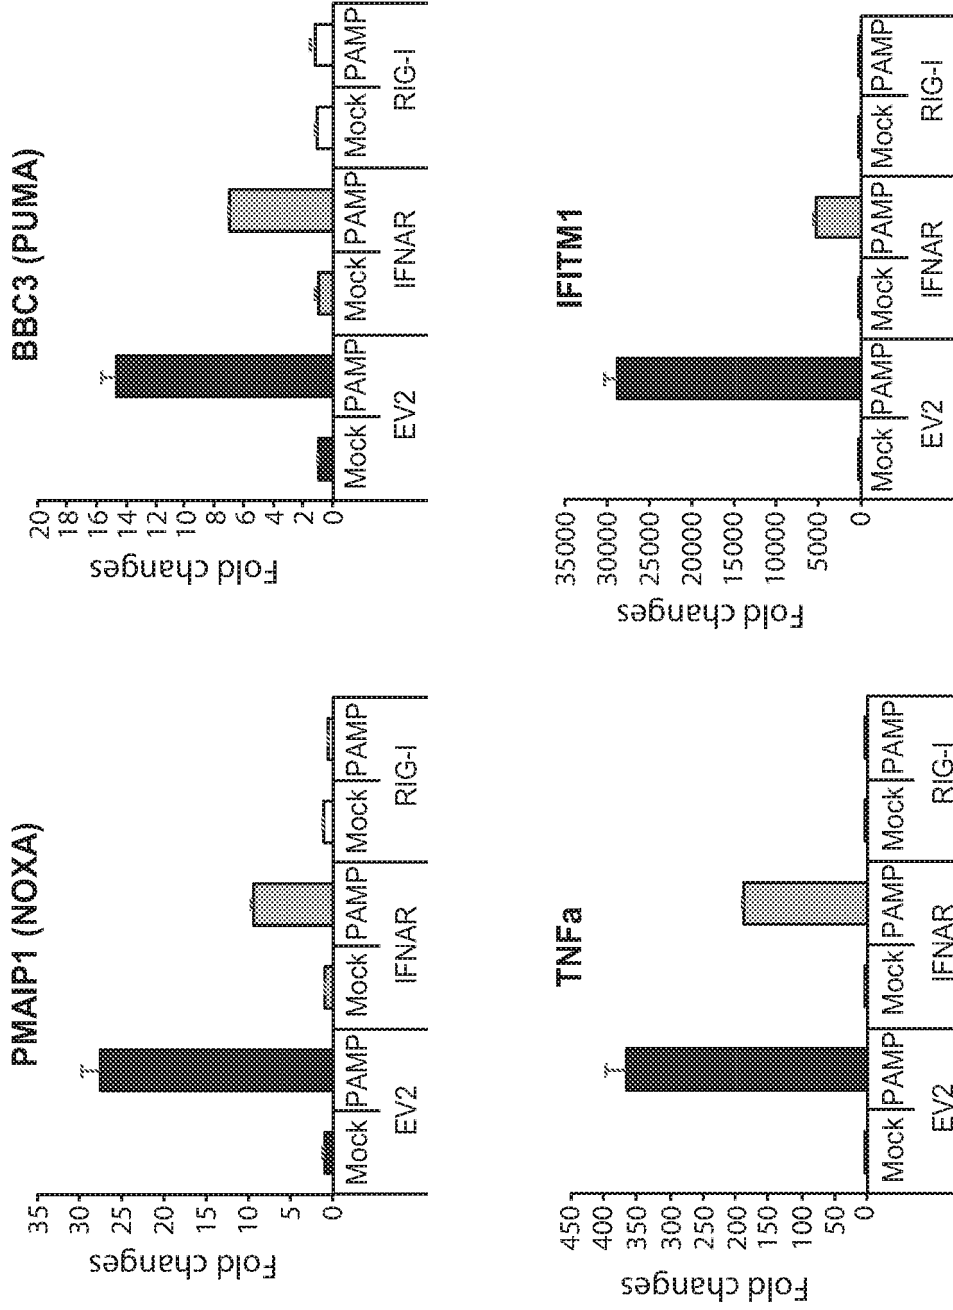 PMAIP1 (NOXA)
Fold changes
35
30
25
20
15
10
5
0
Mock PAMP Mock PAMP Mock PAMP
EV2 IFNAR RIG-I
BBC3 (PUMA)
Fold changes
20
18
16
14
12
10
8
6
4
2
0
Mock PAMP Mock PAMP Mock PAMP
EV2 IFNAR RIG-I
TNFa
Fold changes
450
400
350
300
250
200
150
100
50
0
Mock PAMP Mock PAMP Mock PAMP
EV2 IFNAR RIG-I
IFITM1
Fold changes
35000
30000
25000
20000
15000
10000
5000
0
Mock PAMP Mock PAMP Mock PAMP
EV2 IFNAR RIG-I